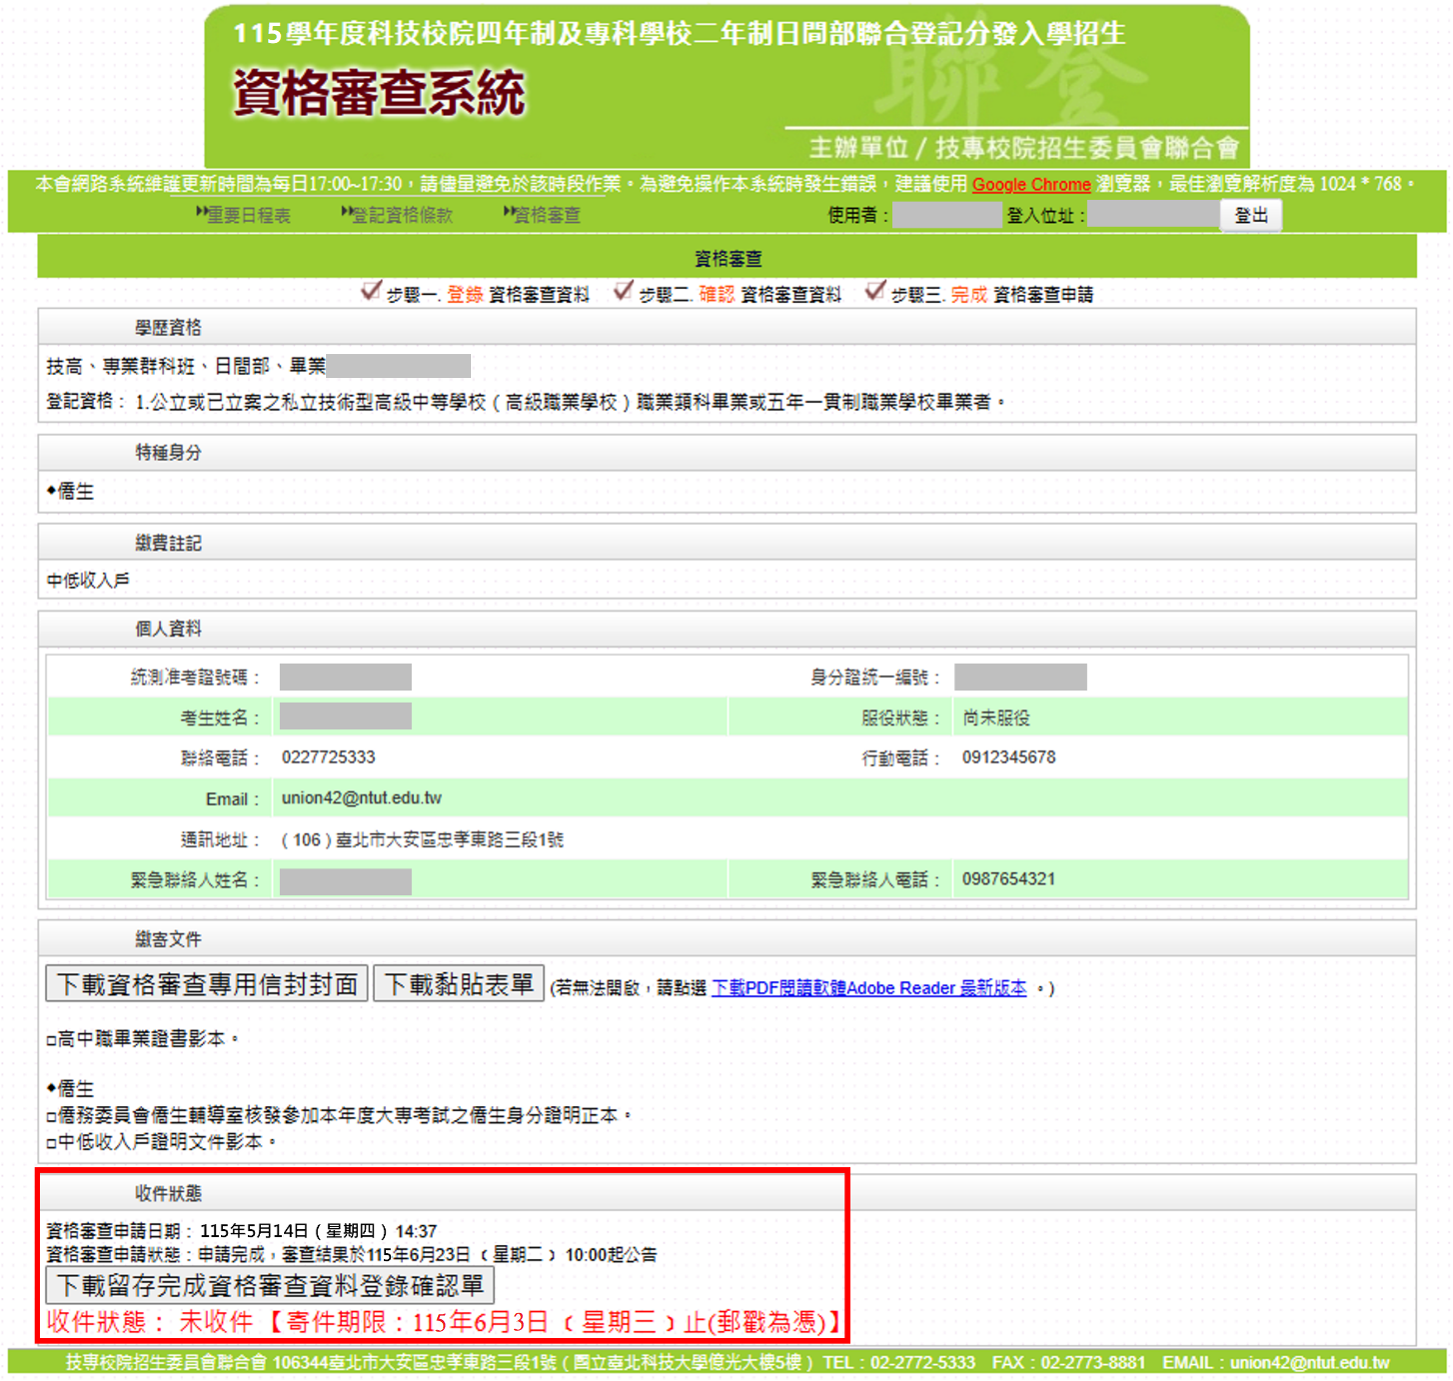 115學年度科技校院四年制及專科學校二年制日間部聯合登記分發入學招生
聯登
資格審查系統
主辦單位 / 技專校院招生委員會聯合會
本會網路系統維護更新時間為每日17:00~17:30，請儘量避免於該時段作業。為避免操作本系統時發生錯誤，建議使用 Google Chrome 瀏覽器，最佳瀏覽解析度為 1024 * 768。
重要日程表 登記資格條款 資格審查 使用者： 登入位址： 登出
資格審查
步驟一. 登錄 資格審查資料 步驟二. 確認 資格審查資料 步驟三. 完成 資格審查申請
學歷資格
技高、專業群科班、日間部、畢業
登記資格： 1.公立或已立案之私立技術型高級中等學校（高級職業學校）職業類科畢業或五年一貫制職業學校畢業者。
特種身分
◆僑生
繳費註記
中低收入戶
個人資料
統測准考證號碼： 身分證統一編號：
考生姓名： 服役狀態： 尚未服役
聯絡電話： 0227725333 行動電話： 0912345678
Email： union42@ntut.edu.tw
通訊地址： （106）臺北市大安區忠孝東路三段1號
緊急聯絡人姓名： 緊急聯絡人電話： 0987654321
繳寄文件
下載資格審查專用信封封面 下載黏貼表單 (若無法開啟，請點選 下載PDF閱讀軟體Adobe Reader 最新版本 。)
□高中職畢業證書影本。
◆僑生
□僑務委員會僑生輔導室核發參加本年度大專考試之僑生身分證明正本。
□中低收入戶證明文件影本。
收件狀態
資格審查申請日期： 115年5月14日（星期四）14:37
資格審查申請狀態：申請完成，審查結果於115年6月23日（星期二）10:00起公告
下載留存完成資格審查資料登錄確認單
收件狀態： 未收件【寄件期限：115年6月3日（星期三）止(郵戳為憑)】
技專校院招生委員會聯合會 106344臺北市大安區忠孝東路三段1號（國立臺北科技大學億光大樓5樓） TEL：02-2772-5333 FAX：02-2773-8881 EMAIL：union42@ntut.edu.tw